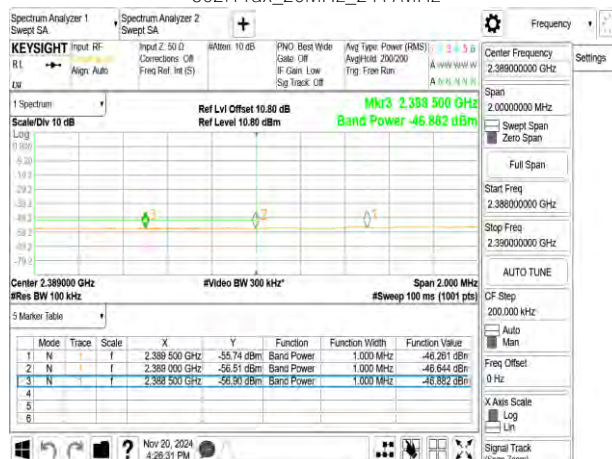 Spectrum Analyzer 1
Swept SA
Spectrum Analyzer 2
Swept SA
+
Frequency
KEYSIGHT
Input: RF
Input Z: 50 Ω
#Atten: 10 dB
PNO: Best Wide
Avg Type: Power (RMS)
RL
Align: Auto
Corrections: Off
Freq Ref: Int (S)
Gate: Off
IF Gain: Low
Sig Track: Off
Avg|Hold: 200/200
Trig: Free Run
1 Spectrum
Scale/Div 10 dB
Log
Ref Lvl Offset 10.80 dB
Ref Level 10.80 dBm
Mkr3 2.388 500 GHz
Band Power -46.882 dBm
3
2
1
Center 2.389000 GHz
#Res BW 100 kHz
#Video BW 300 kHz*
Span 2.000 MHz
#Sweep 100 ms (1001 pts)
5 Marker Table
Mode Trace Scale X Y Function Function Width Function Value
1 N 1 f 2.389 500 GHz -55.74 dBm Band Power 1.000 MHz -46.261 dBm
2 N 1 f 2.389 000 GHz -56.51 dBm Band Power 1.000 MHz -46.644 dBm
3 N 1 f 2.388 500 GHz -56.90 dBm Band Power 1.000 MHz -46.882 dBm
4
5
6
Nov 20, 2024
4:26:31 PM
Center Frequency
2.389000000 GHz
Settings
Span
2.00000000 MHz
Swept Span
Zero Span
Full Span
Start Freq
2.388000000 GHz
Stop Freq
2.390000000 GHz
AUTO TUNE
CF Step
200.000 kHz
Auto
Man
Freq Offset
0 Hz
X Axis Scale
Log
Lin
Signal Track